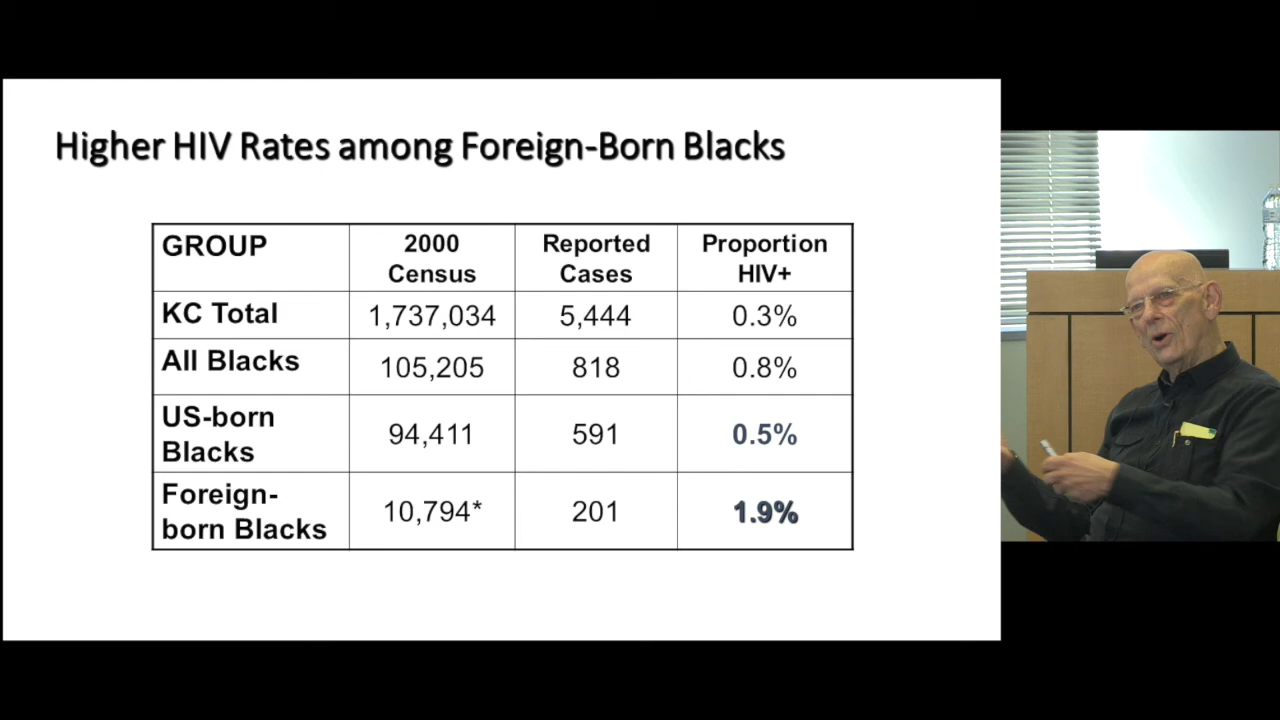 Higher HIV Rates among Foreign-Born Blacks
GROUP
2000
Census
Reported
Cases
Proportion
HIV+
KC Total
1,737,034
5,444
0.3%
All Blacks
105,205
818
0.8%
US-born
Blacks
94,411
591
0.5%
Foreign-
born Blacks
10,794*
201
1.9%